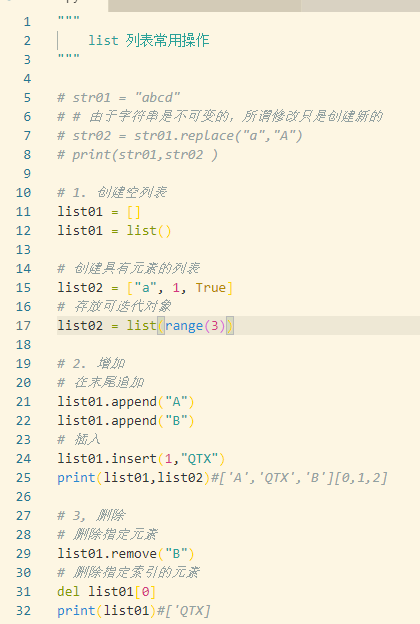 1 """
2     list 列表常用操作
3 """
4
5 # str01 = "abcd"
6 # # 由于字符串是不可变的，所谓修改只是创建新的
7 # str02 = str01.replace("a","A")
8 # print(str01,str02 )
9
10 # 1. 创建空列表
11 list01 = []
12 list01 = list()
13
14 # 创建具有元素的列表
15 list02 = ["a", 1, True]
16 # 存放可迭代对象
17 list02 = list(range(3))
18
19 # 2. 增加
20 # 在末尾追加
21 list01.append("A")
22 list01.append("B")
23 # 插入
24 list01.insert(1,"QTX")
25 print(list01,list02)#['A','QTX','B'][0,1,2]
26
27 # 3, 删除
28 # 删除指定元素
29 list01.remove("B")
30 # 删除指定索引的元素
31 del list01[0]
32 print(list01)#['QTX]